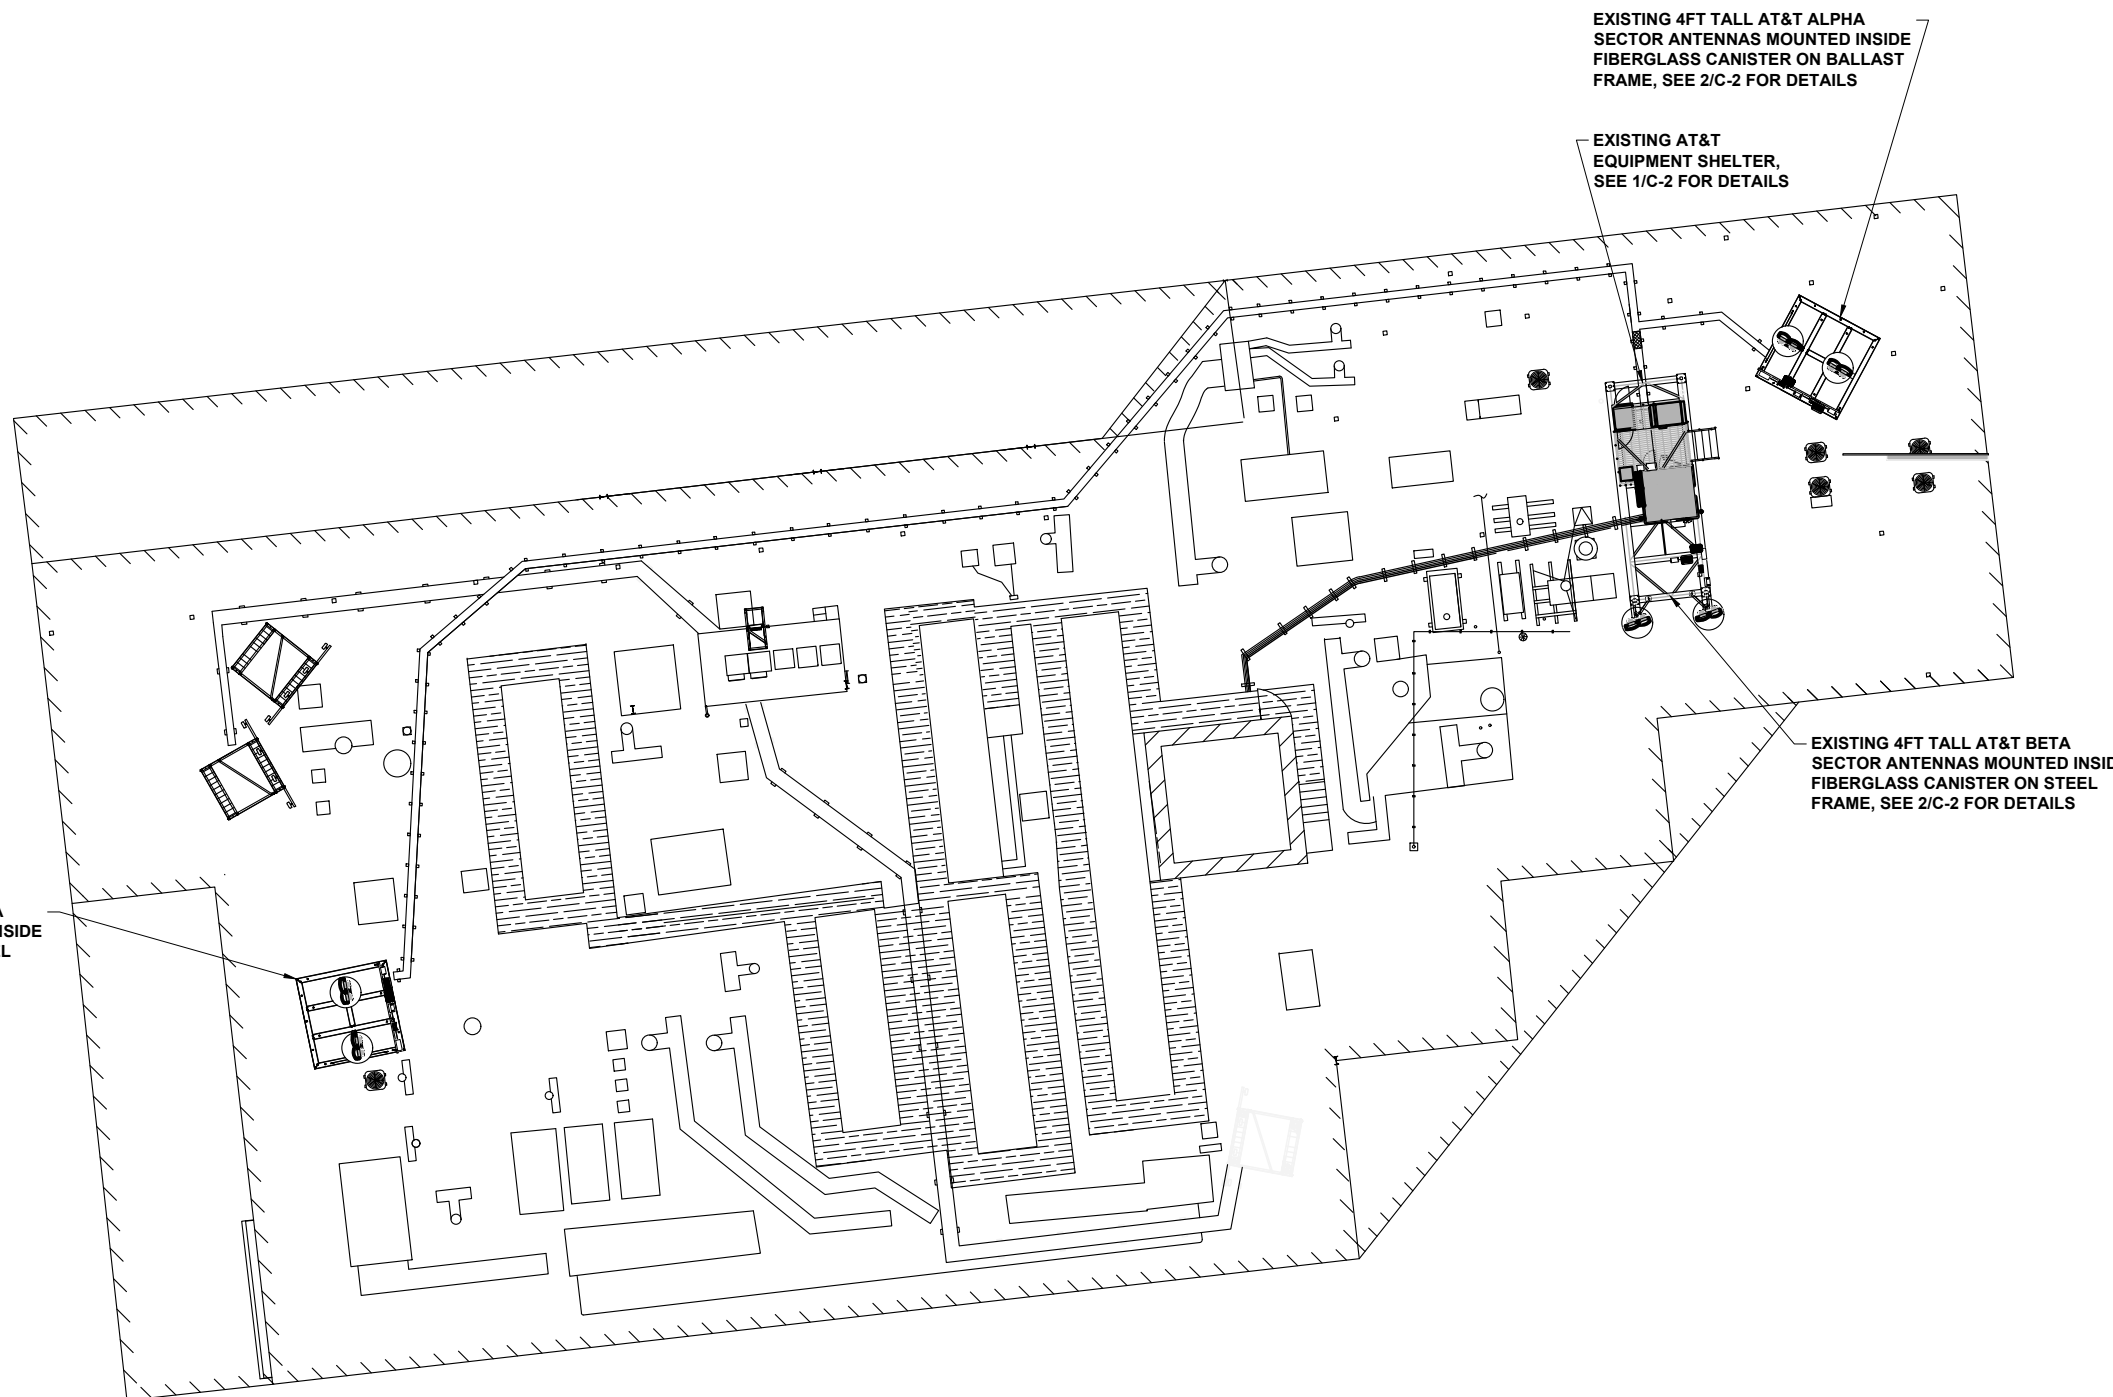 EXISTING 4FT TALL AT&T ALPHA
SECTOR ANTENNAS MOUNTED INSIDE
FIBERGLASS CANISTER ON BALLAST
FRAME, SEE 2/C-2 FOR DETAILS
EXISTING AT&T
EQUIPMENT SHELTER,
SEE 1/C-2 FOR DETAILS
EXISTING 4FT TALL AT&T BETA
SECTOR ANTENNAS MOUNTED INSID
FIBERGLASS CANISTER ON STEEL
FRAME, SEE 2/C-2 FOR DETAILS